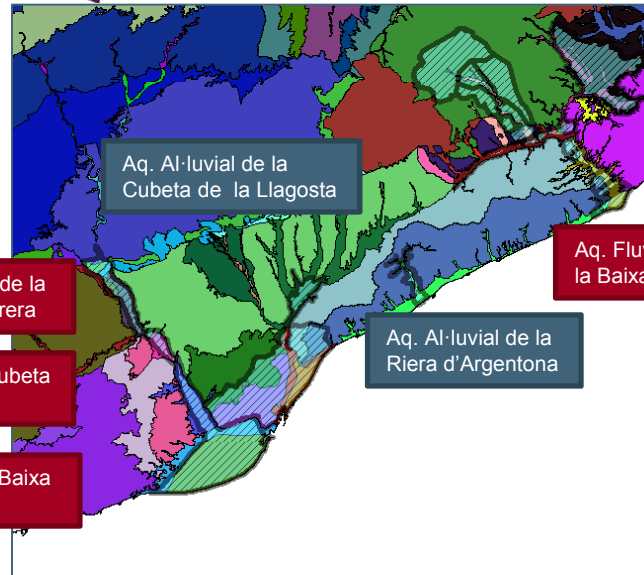 Aq. Al·luvial de la
Cubeta de  la Llagosta
de la
rera
ubeta
Baixa
Aq. Al·luvial de la
Riera d’Argentona
Aq. Flu
la Baixa